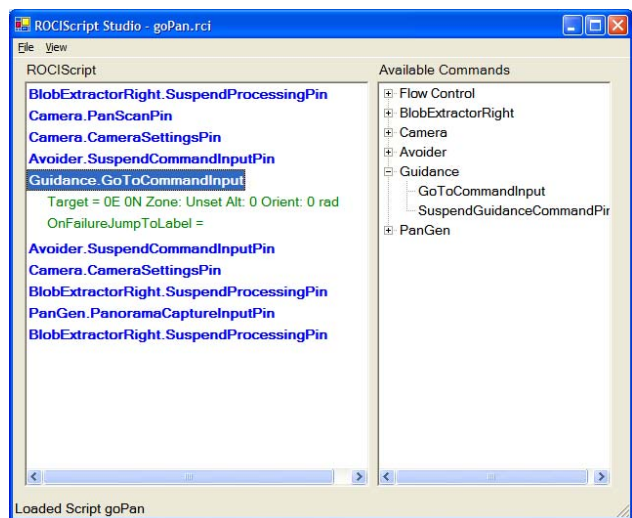 ROCIScript Studio - goPan.rci
File View
ROCIScript
BlobExtractorRight.SuspendProcessingPin
Camera.PanScanPin
Camera.CameraSettingsPin
Avoider.SuspendCommandInputPin
Guidance.GoToCommandInput
Target = 0E 0N Zone: Unset Alt: 0 Orient: 0 rad
OnFailureJumpToLabel =
Avoider.SuspendCommandInputPin
Camera.CameraSettingsPin
BlobExtractorRight.SuspendProcessingPin
PanGen.PanoramaCaptureInputPin
BlobExtractorRight.SuspendProcessingPin
Available Commands
Flow Control
BlobExtractorRight
Camera
Avoider
Guidance
GoToCommandInput
SuspendGuidanceCommandPir
PanGen
Loaded Script goPan